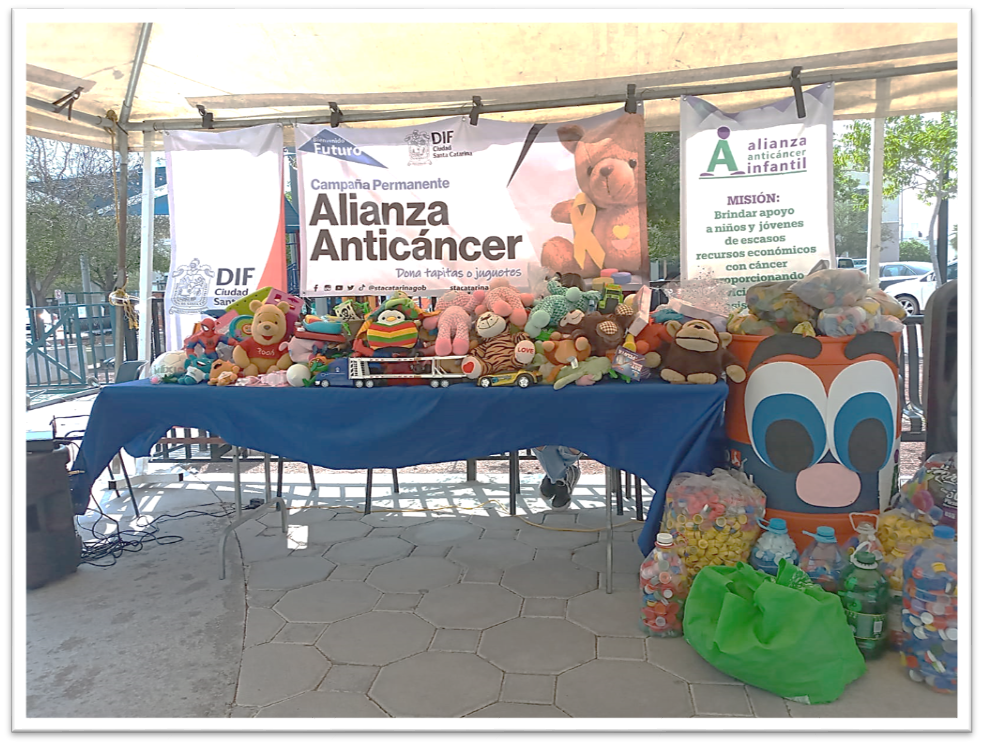 Futuro
DIF
Ciudad
Santa Catarina
Campaña Permanente
Alianza
Anticáncer
Dona tapitas o juguetes
@stacatarinagob
stacatarina
DIF
Ciudad
Santa
alianza
anticáncer
infantil
MISIÓN:
Brindar apoyo
a niños y jóvenes
de escasos
recursos económicos
con cáncer
LOVE